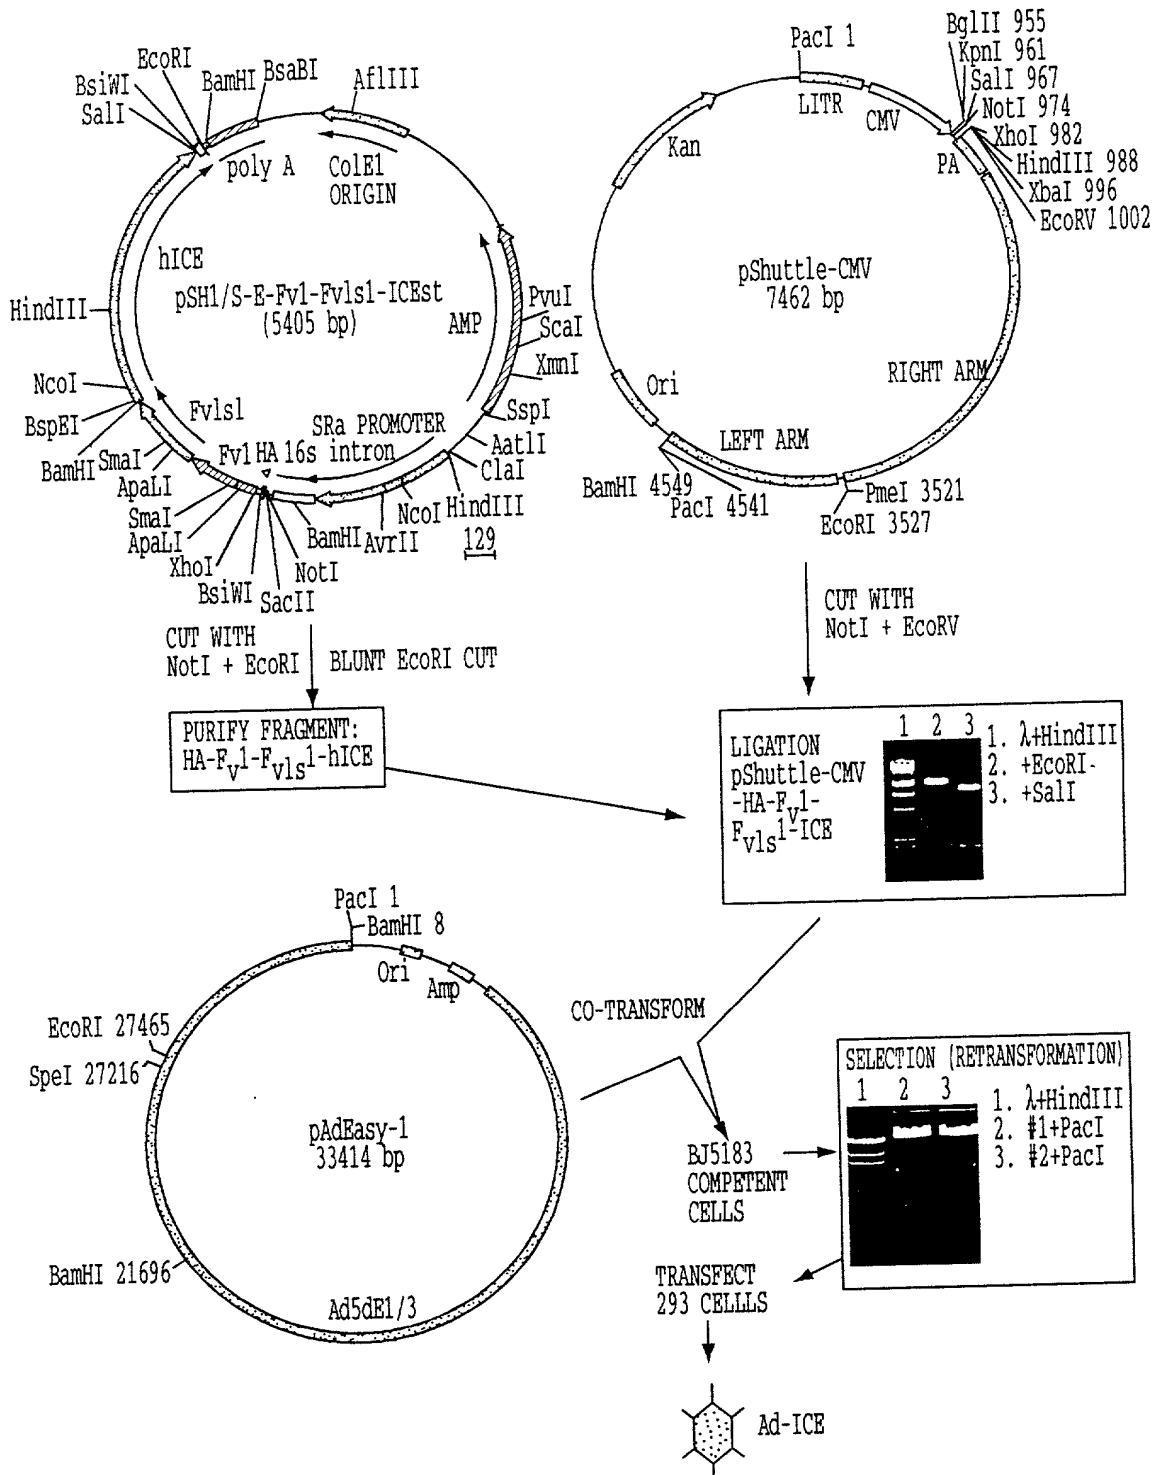 EcoRI
BsiWI
SalI
BamHI
BsaBI
AflIII
poly A
ColE1
ORIGIN
hICE
HindIII
pSH1/S-E-Fv1-Fvls1-ICEst
(5405 bp)
AMP
PvuI
ScaI
XmnI
SspI
AatlI
ClaI
HindIII
NcoI
BspEI
BamHI
SmaI
ApaLI
SmaI
ApaLI
XhoI
BsiWI
SacII
NotI
BamHI
AvrII
NcoI
Fvlsl
Fv1
HA
16s intron
SRa PROMOTER
129
PacI 1
LITR
CMV
BglII 955
KpnI 961
SalI 967
NotI 974
XhoI 982
HindIII 988
XbaI 996
EcoRV 1002
PA
Kan
pShuttle-CMV
7462 bp
RIGHT ARM
Ori
LEFT ARM
BamHI 4549
PacI 4541
PmeI 3521
EcoRI 3527
CUT WITH
NotI + EcoRI
BLUNT EcoRI CUT
CUT WITH
NotI + EcoRV
PURIFY FRAGMENT:
HA-Fv1-Fvls1-hICE
LIGATION
pShuttle-CMV
-HA-Fv1-
Fvls1-ICE
1 2 3
1. λ+HindIII
2. +EcoRI-
3. +SalI
PacI 1
BamHI 8
Ori
Amp
EcoRI 27465
SpeI 27216
pAdEasy-1
33414 bp
BamHI 21696
Ad5dE1/3
CO-TRANSFORM
BJ5183
COMPETENT
CELLS
SELECTION (RETRANSFORMATION)
1 2 3
1. λ+HindIII
2. #1+PacI
3. #2+PacI
TRANSFECT
293 CELLLS
Ad-ICE